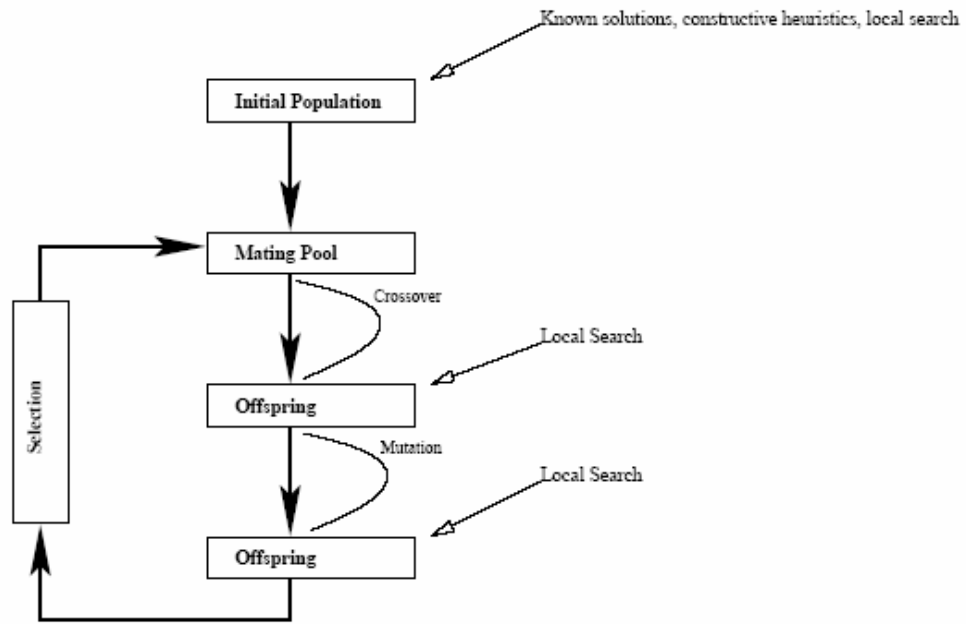 Known solutions, constructive heuristics, local search
Initial Population
Mating Pool
Crossover
Local Search
Offspring
Selection
Mutation
Local Search
Offspring